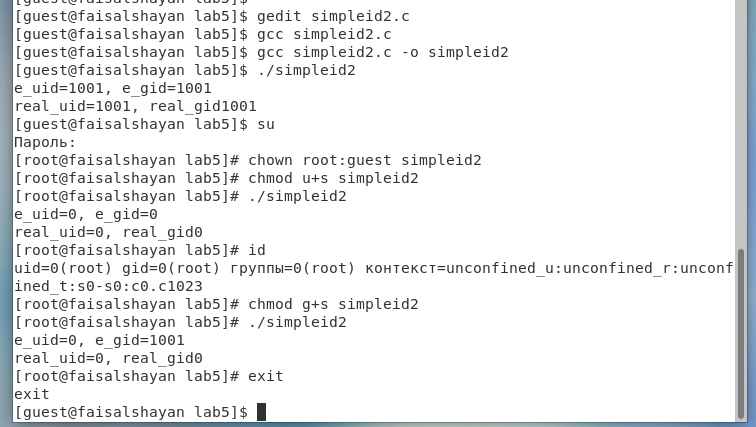 [guest@faisalshayan lab5]$
[guest@faisalshayan lab5]$ gedit simpleid2.c
[guest@faisalshayan lab5]$ gcc simpleid2.c
[guest@faisalshayan lab5]$ gcc simpleid2.c -o simpleid2
[guest@faisalshayan lab5]$ ./simpleid2
e_uid=1001, e_gid=1001
real_uid=1001, real_gid1001
[guest@faisalshayan lab5]$ su
Пароль:
[root@faisalshayan lab5]# chown root:guest simpleid2
[root@faisalshayan lab5]# chmod u+s simpleid2
[root@faisalshayan lab5]# ./simpleid2
e_uid=0, e_gid=0
real_uid=0, real_gid0
[root@faisalshayan lab5]# id
uid=0(root) gid=0(root) группы=0(root) контекст=unconfined_u:unconfined_r:unconf
ined_t:s0-s0:c0.c1023
[root@faisalshayan lab5]# chmod g+s simpleid2
[root@faisalshayan lab5]# ./simpleid2
e_uid=0, e_gid=1001
real_uid=0, real_gid0
[root@faisalshayan lab5]# exit
exit
[guest@faisalshayan lab5]$